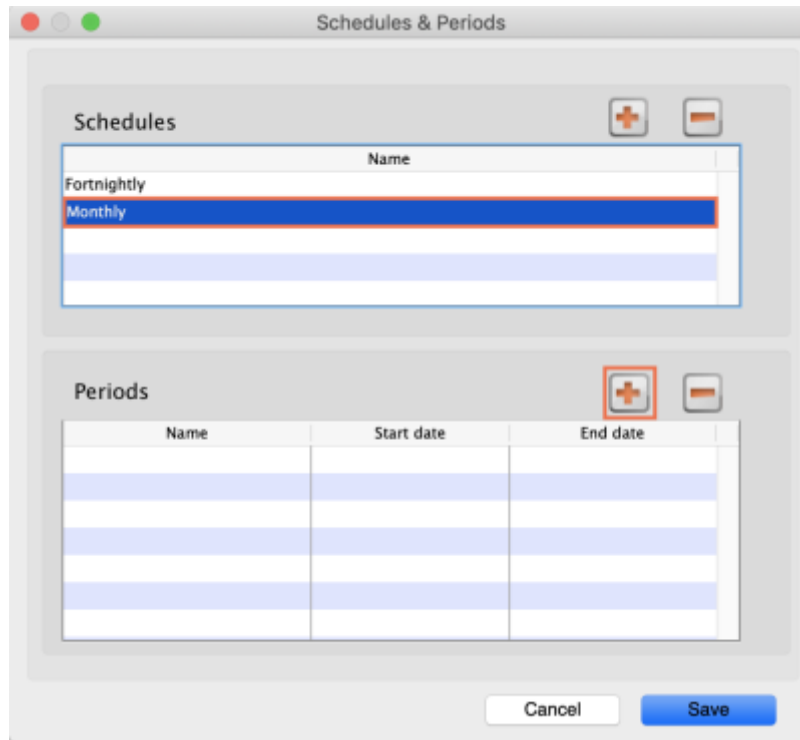 Schedules & Periods
Schedules
Name
Fortnightly
Monthly
Periods
Name Start date End date
Cancel Save